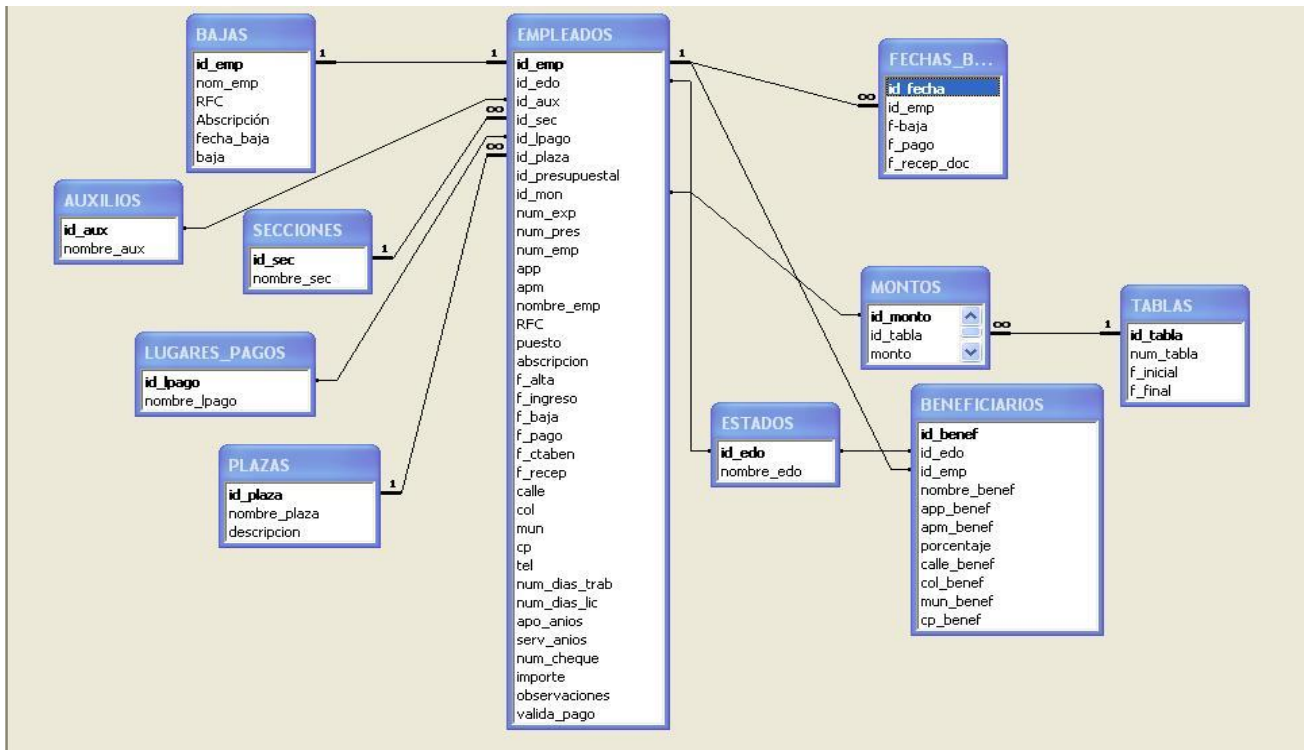 BAJAS
id_emp
nom_emp
RFC
Abscripción
fecha_baja
baja
AUXILIOS
id_aux
nombre_aux
SECCIONES
id_sec
nombre_sec
LUGARES_PAGOS
id_lpago
nombre_lpago
PLAZAS
id_plaza
nombre_plaza
descripcion
EMPLEADOS
id_emp
id_edo
id_aux
id_sec
id_lpago
id_plaza
id_presupuestal
id_mon
num_exp
num_pres
num_emp
app
apm
nombre_emp
RFC
puesto
abscripcion
f_alta
f_ingreso
f_baja
f_pago
f_ctaben
f_recep
calle
col
mun
cp
tel
num_dias_trab
num_dias_lic
apo_anios
serv_anios
num_cheque
importe
observaciones
valida_pago
FECHAS_B...
id_fecha
id_emp
f-baja
f_pago
f_recep_doc
MONTOS
id_monto
id_tabla
monto
TABLAS
id_tabla
num_tabla
f_inicial
f_final
ESTADOS
id_edo
nombre_edo
BENEFICIARIOS
id_benef
id_edo
id_emp
nombre_benef
app_benef
apm_benef
porcentaje
calle_benef
col_benef
mun_benef
cp_benef
1
1
1
∞
∞
∞
1
1
∞
1